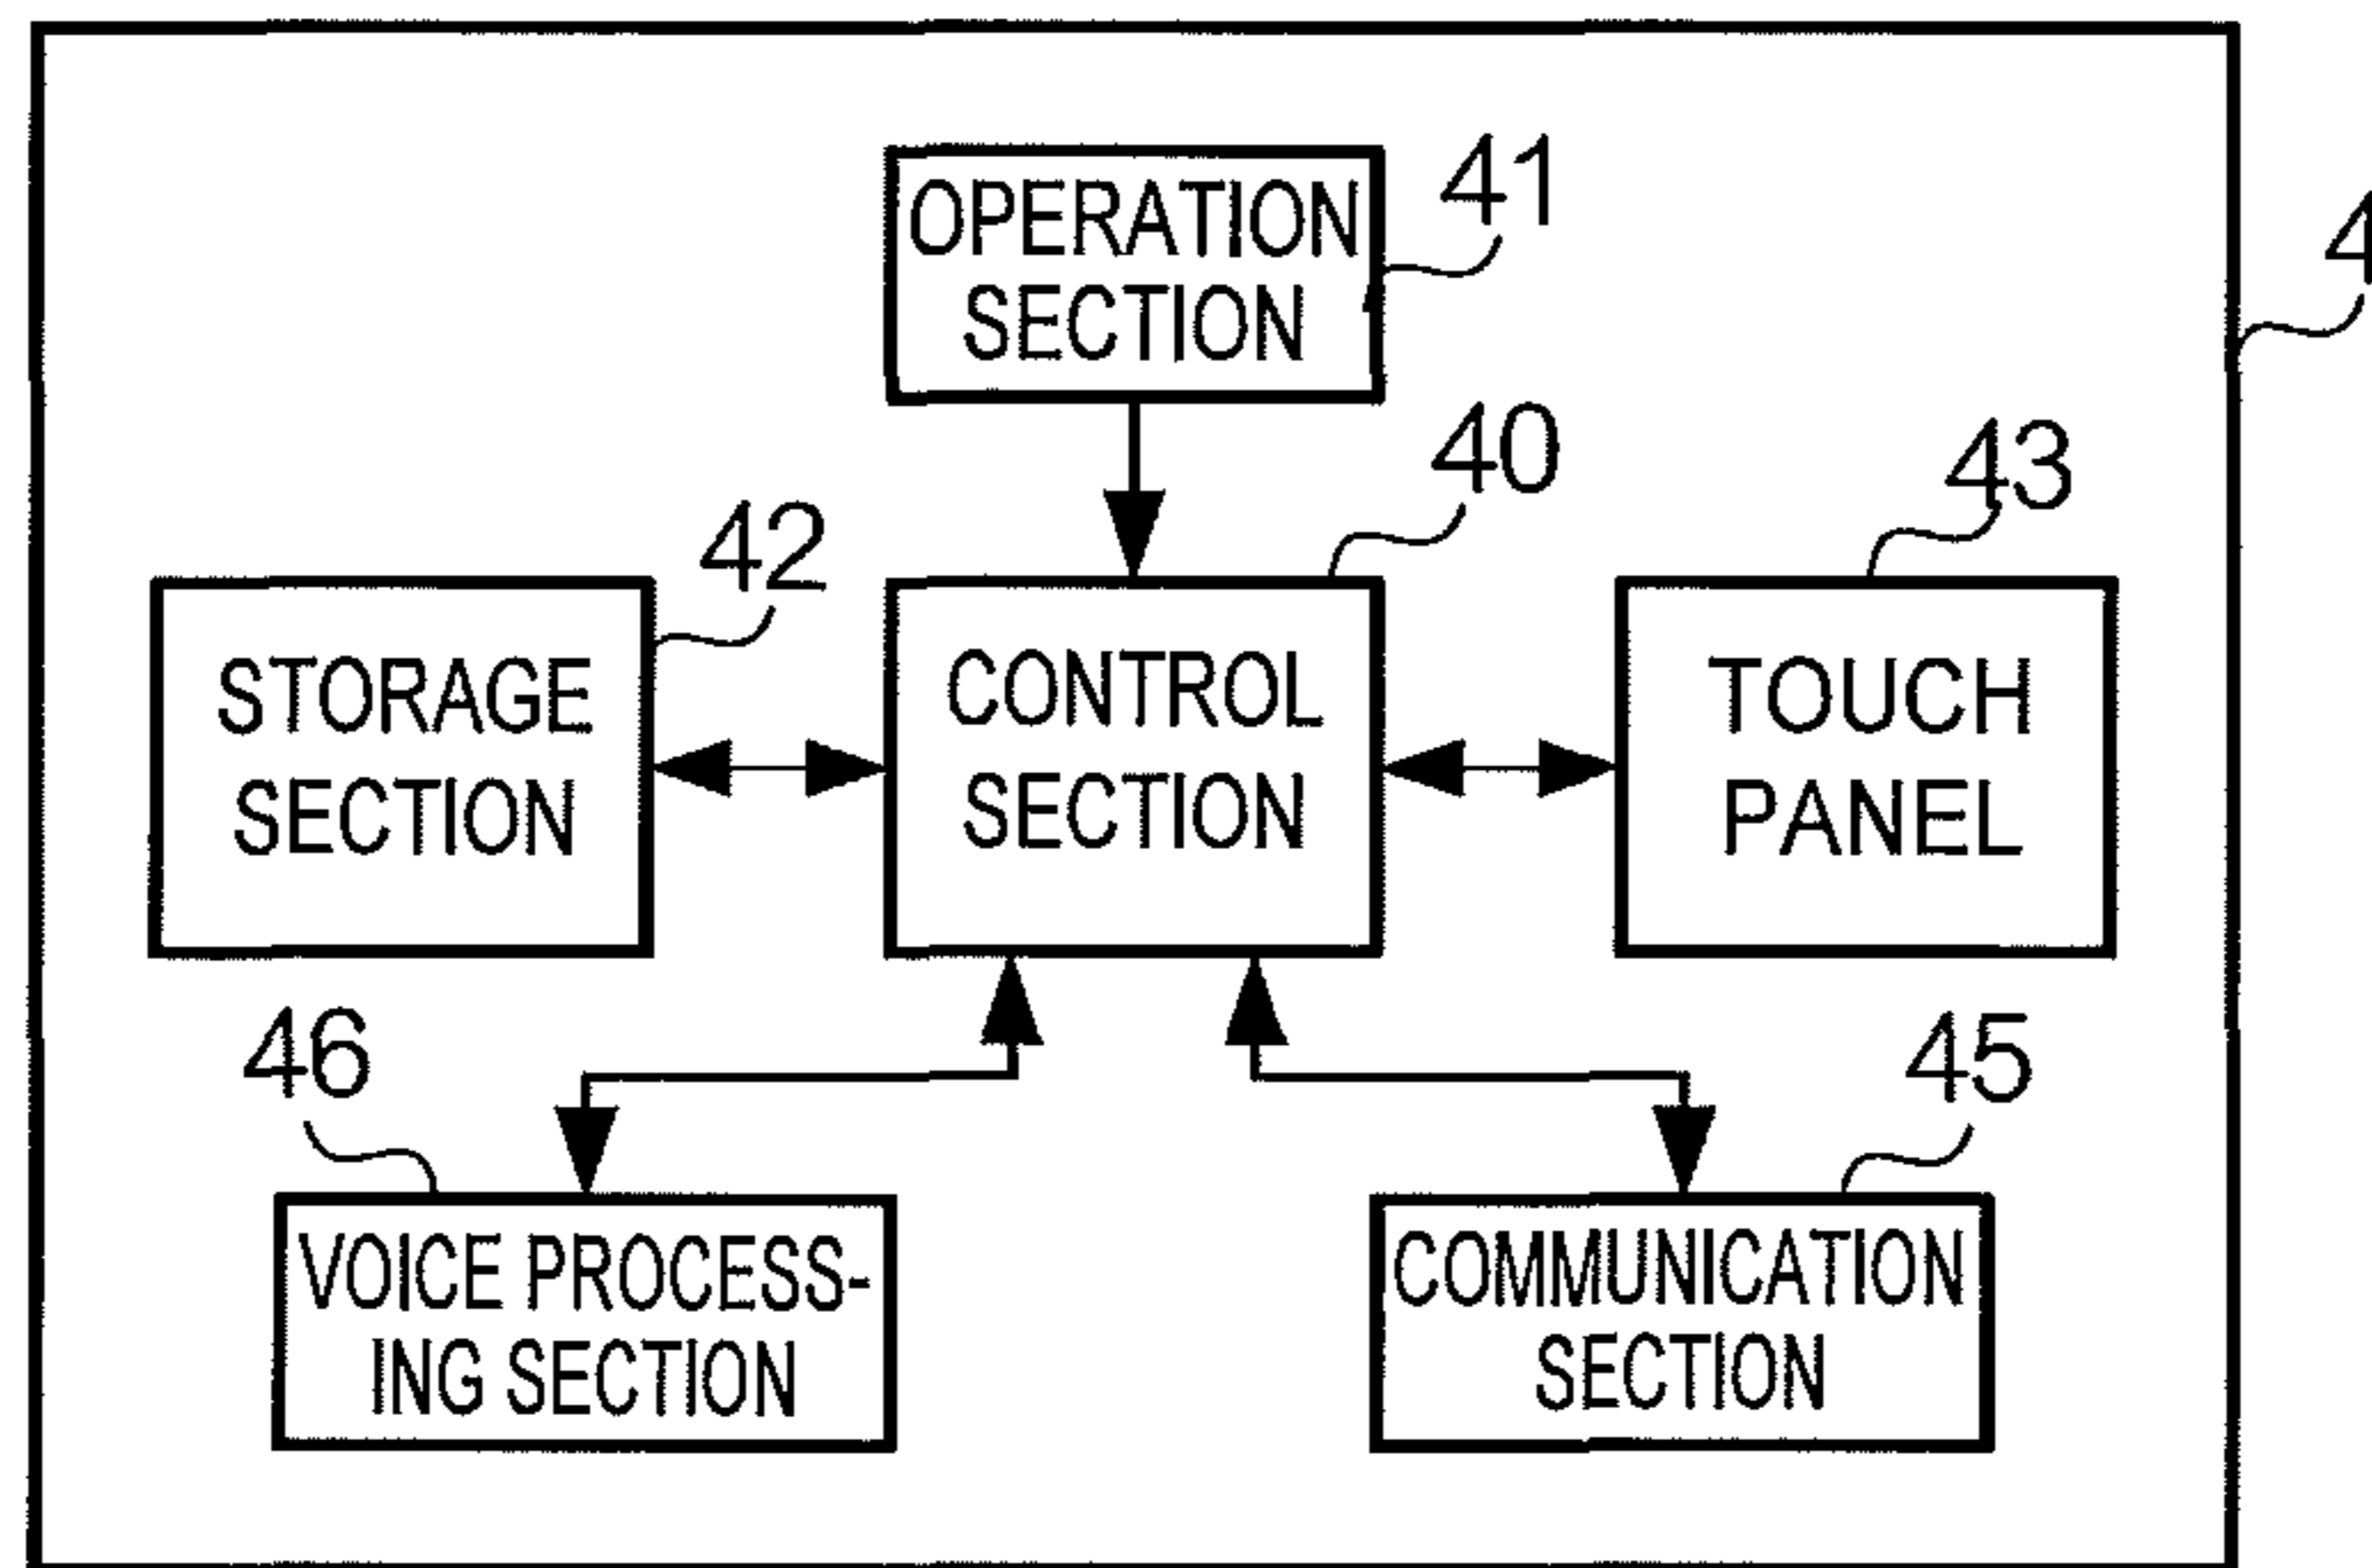 41
OPERATION
SECTION
4
40
43
42
STORAGE
SECTION
CONTROL
SECTION
TOUCH
PANEL
46
45
VOICE PROCESS-
ING SECTION
COMMUNICATION
SECTION